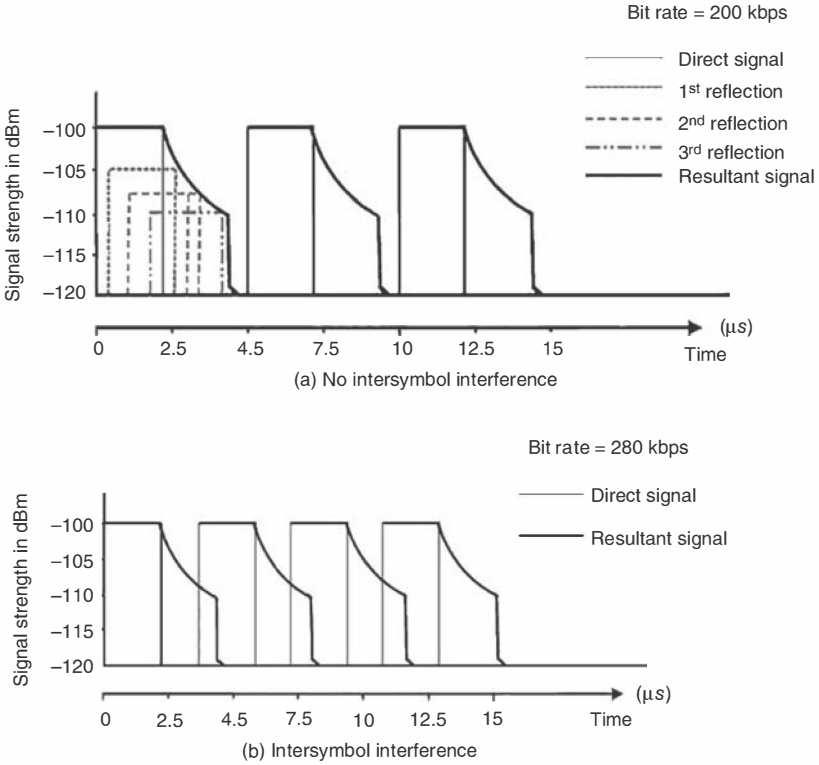 Bit rate = 200 kbps
Direct signal
1st reflection
2nd reflection
3rd reflection
Resultant signal
Signal strength in dBm
−100
−105
−110
−115
−120
0 2.5 4.5 7.5 10 12.5 15
(μs)
Time
(a) No intersymbol interference
Bit rate = 280 kbps
Direct signal
Resultant signal
Signal strength in dBm
−100
−105
−110
−115
−120
0 2.5 4.5 7.5 10 12.5 15 Time
(μs)
(b) Intersymbol interference